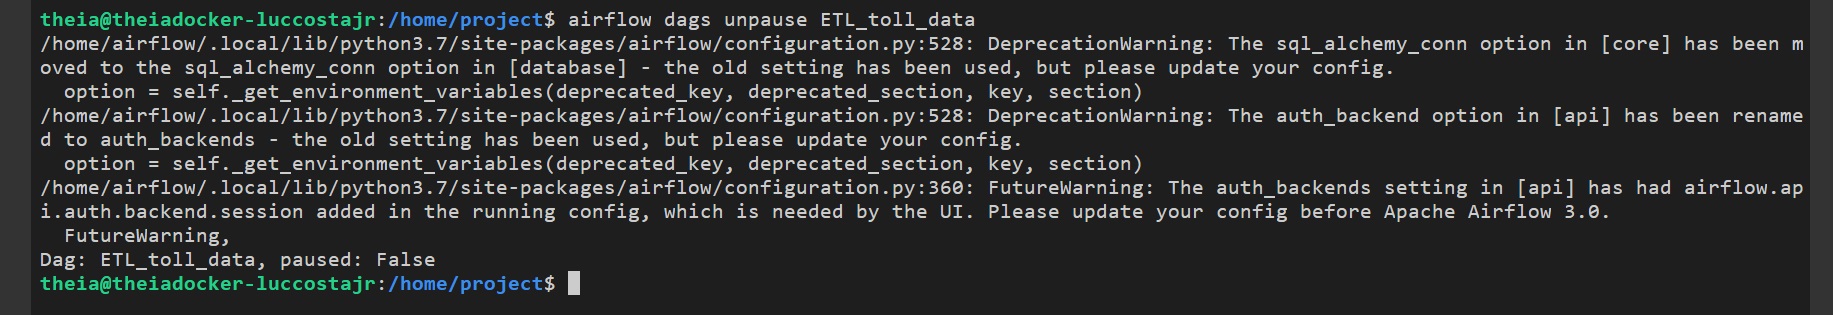 theia@theiadocker-luccostajr:/home/project$ airflow dags unpause ETL_toll_data
/home/airflow/.local/lib/python3.7/site-packages/airflow/configuration.py:528: DeprecationWarning: The sql_alchemy_conn option in [core] has been m
oved to the sql_alchemy_conn option in [database] - the old setting has been used, but please update your config.
  option = self._get_environment_variables(deprecated_key, deprecated_section, key, section)
/home/airflow/.local/lib/python3.7/site-packages/airflow/configuration.py:528: DeprecationWarning: The auth_backend option in [api] has been rename
d to auth_backends - the old setting has been used, but please update your config.
  option = self._get_environment_variables(deprecated_key, deprecated_section, key, section)
/home/airflow/.local/lib/python3.7/site-packages/airflow/configuration.py:360: FutureWarning: The auth_backends setting in [api] has had airflow.ap
i.auth.backend.session added in the running config, which is needed by the UI. Please update your config before Apache Airflow 3.0.
  FutureWarning,
Dag: ETL_toll_data, paused: False
theia@theiadocker-luccostajr:/home/project$